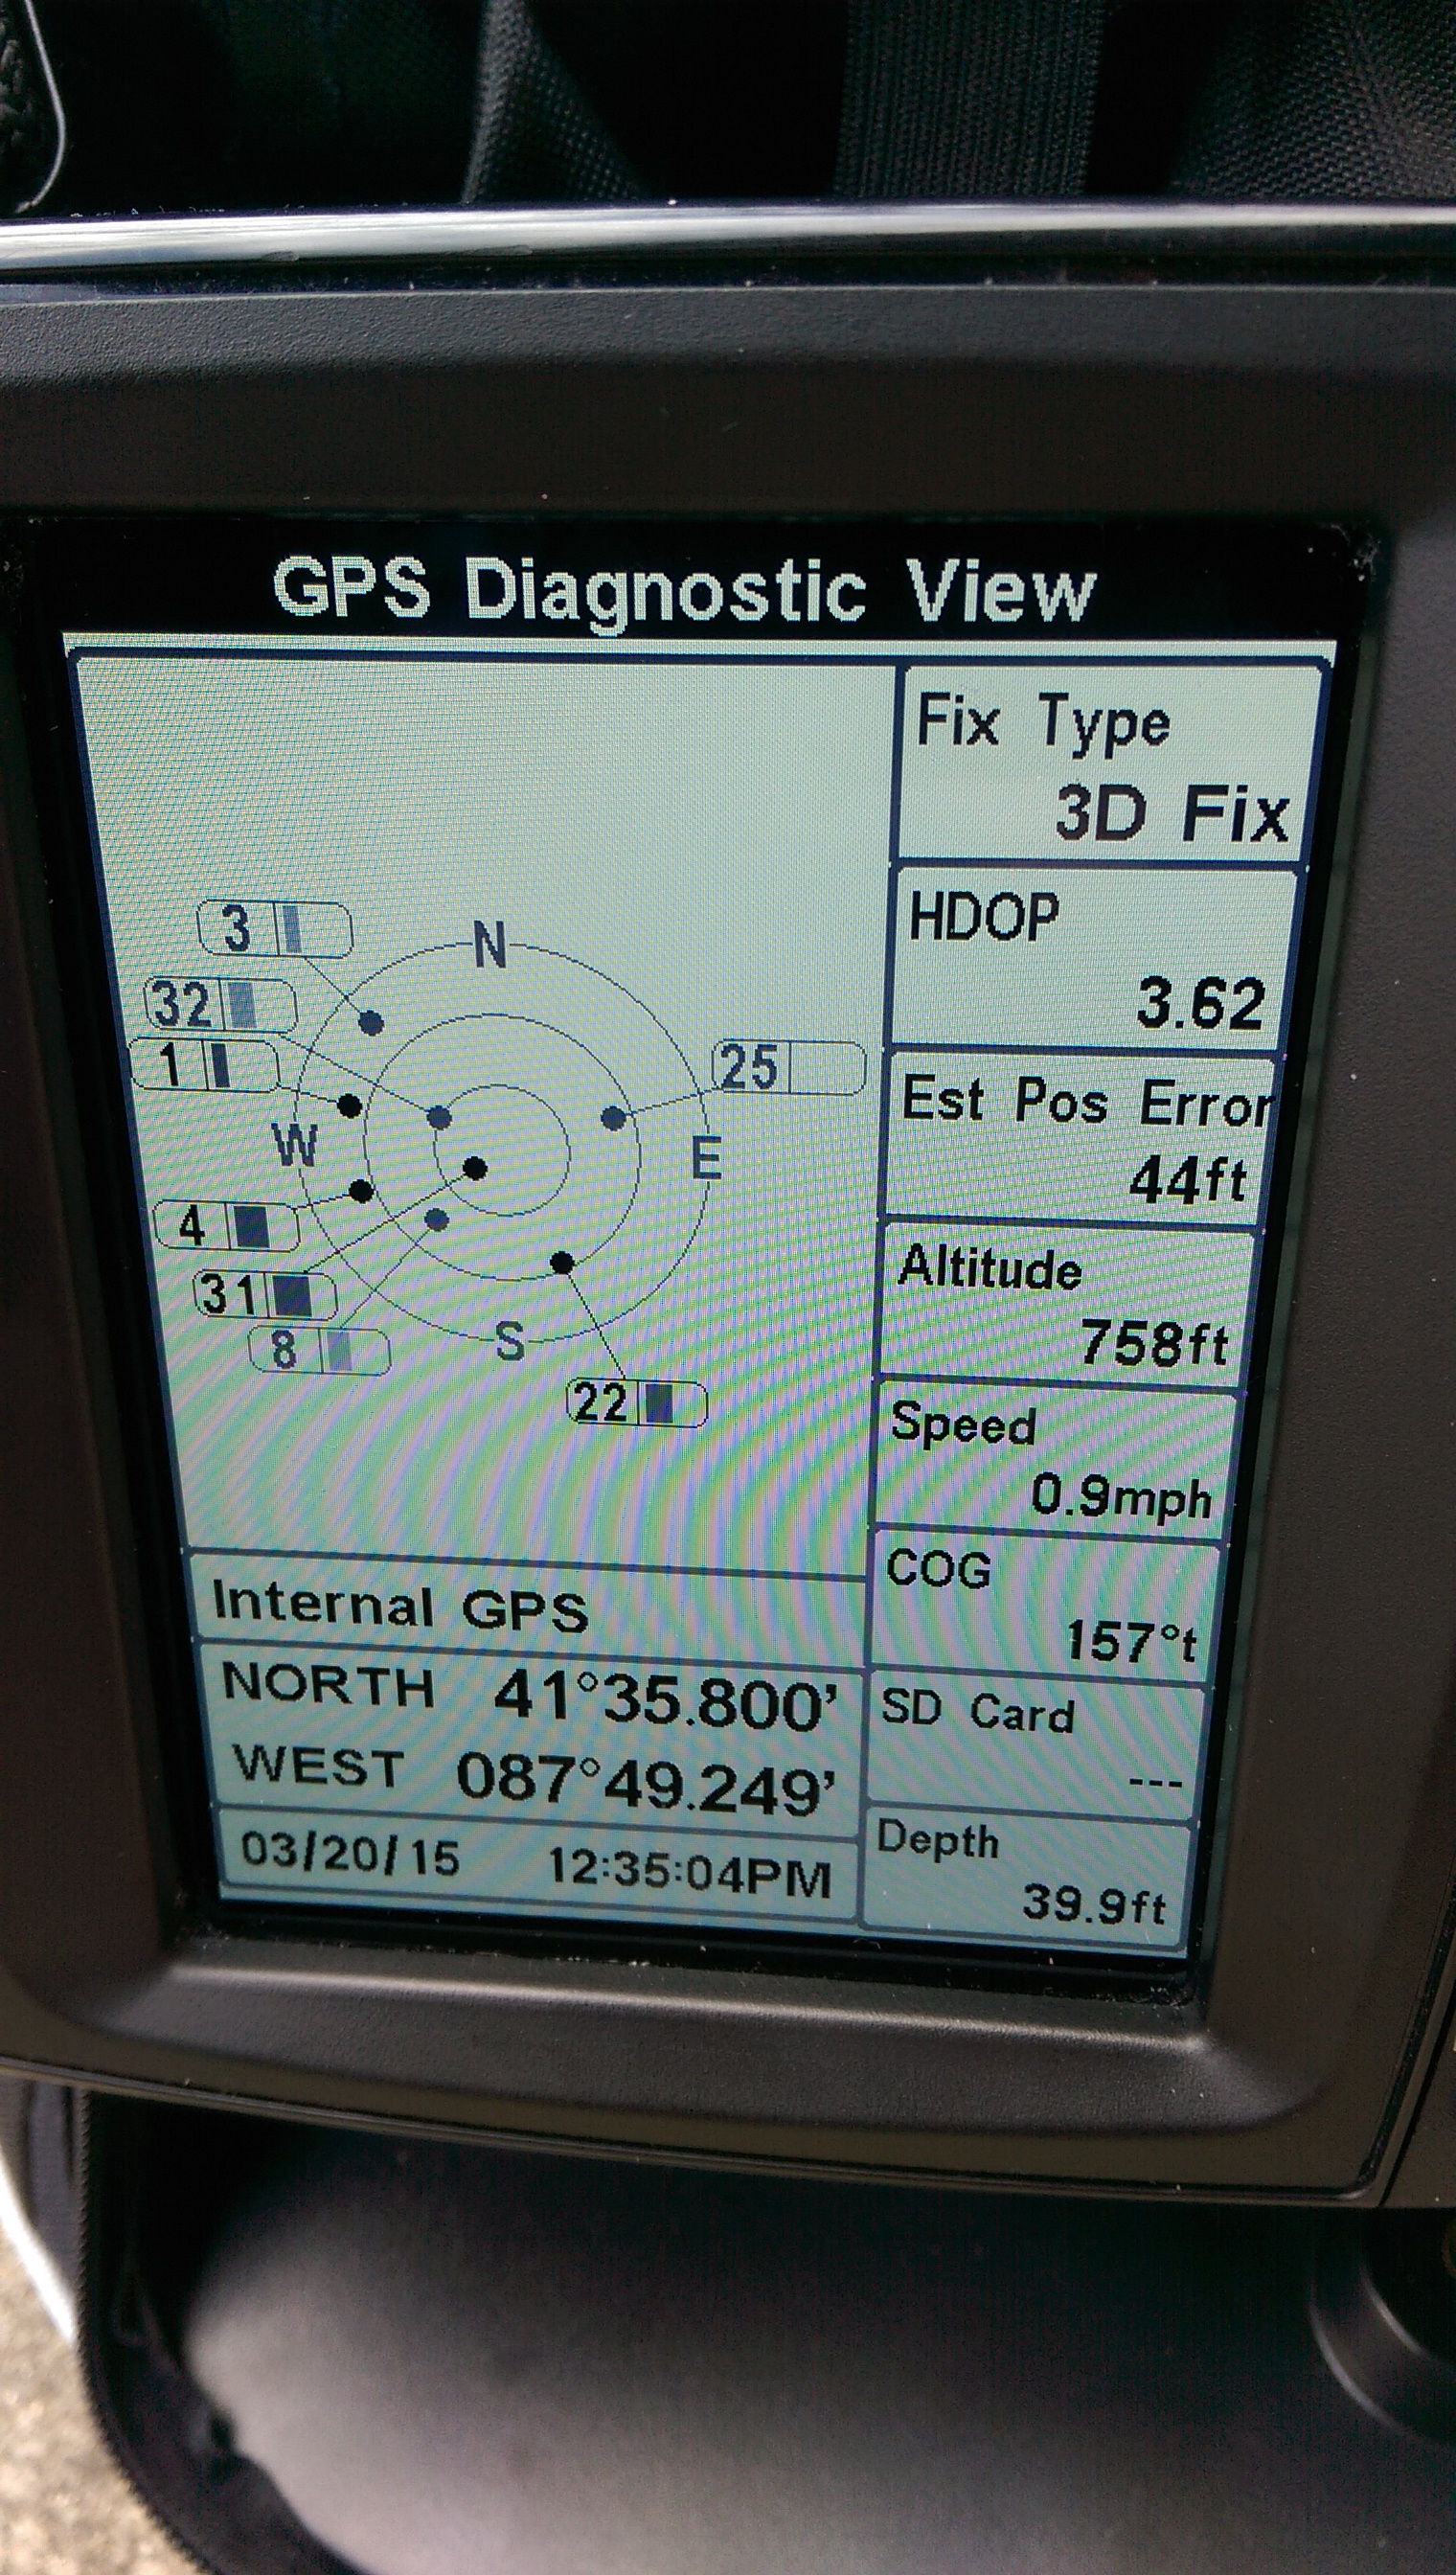 GPS Diagnostic View
3
32
1
N
25
W
E
4
31
8
S
22
Internal GPS
NORTH 41°35.800'
WEST 087°49.249'
03/20/15 12:35:04PM
Fix Type
3D Fix
HDOP
3.62
Est Pos Error
44ft
Altitude
758ft
Speed
0.9mph
COG
157°t
SD Card
---
Depth
39.9ft